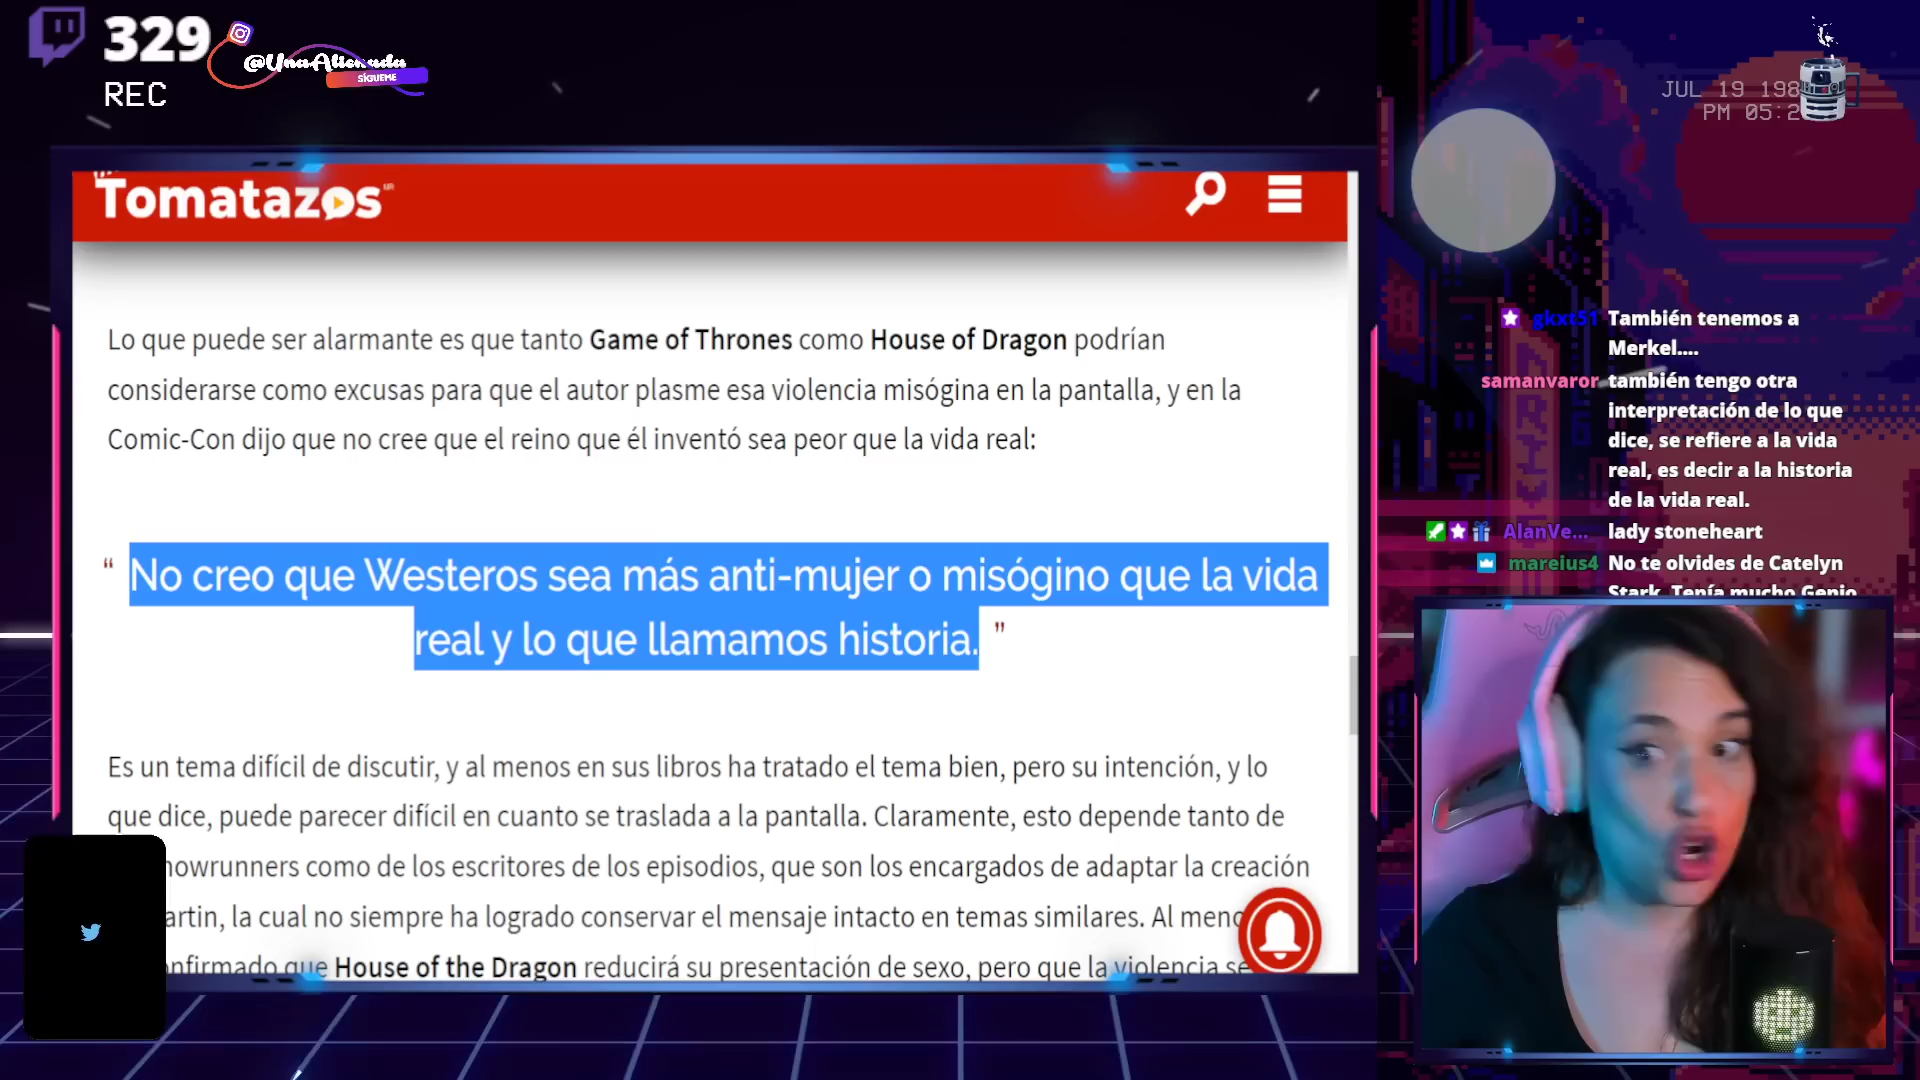 329
REC
@UnaAlienada
SÍGUEME
JUL 19 198
PM 05:2
Tomatazos
Lo que puede ser alarmante es que tanto Game of Thrones como House of Dragon podrían
considerarse como excusas para que el autor plasme esa violencia misógina en la pantalla, y en la
Comic-Con dijo que no cree que el reino que él inventó sea peor que la vida real:
“ No creo que Westeros sea más anti-mujer o misógino que la vida
real y lo que llamamos historia. ”
Es un tema difícil de discutir, y al menos en sus libros ha tratado el tema bien, pero su intención, y lo
que dice, puede parecer difícil en cuanto se traslada a la pantalla. Claramente, esto depende tanto de
howrunners como de los escritores de los episodios, que son los encargados de adaptar la creación
artin, la cual no siempre ha logrado conservar el mensaje intacto en temas similares. Al meno
nfirmado que House of the Dragon reducirá su presentación de sexo, pero que la violencia se
gkxt51 También tenemos a
Merkel....
samanvaror también tengo otra
interpretación de lo que
dice, se refiere a la vida
real, es decir a la historia
de la vida real.
AlanVe... lady stoneheart
mareius4 No te olvides de Catelyn
Stark. Tenía mucho Genio